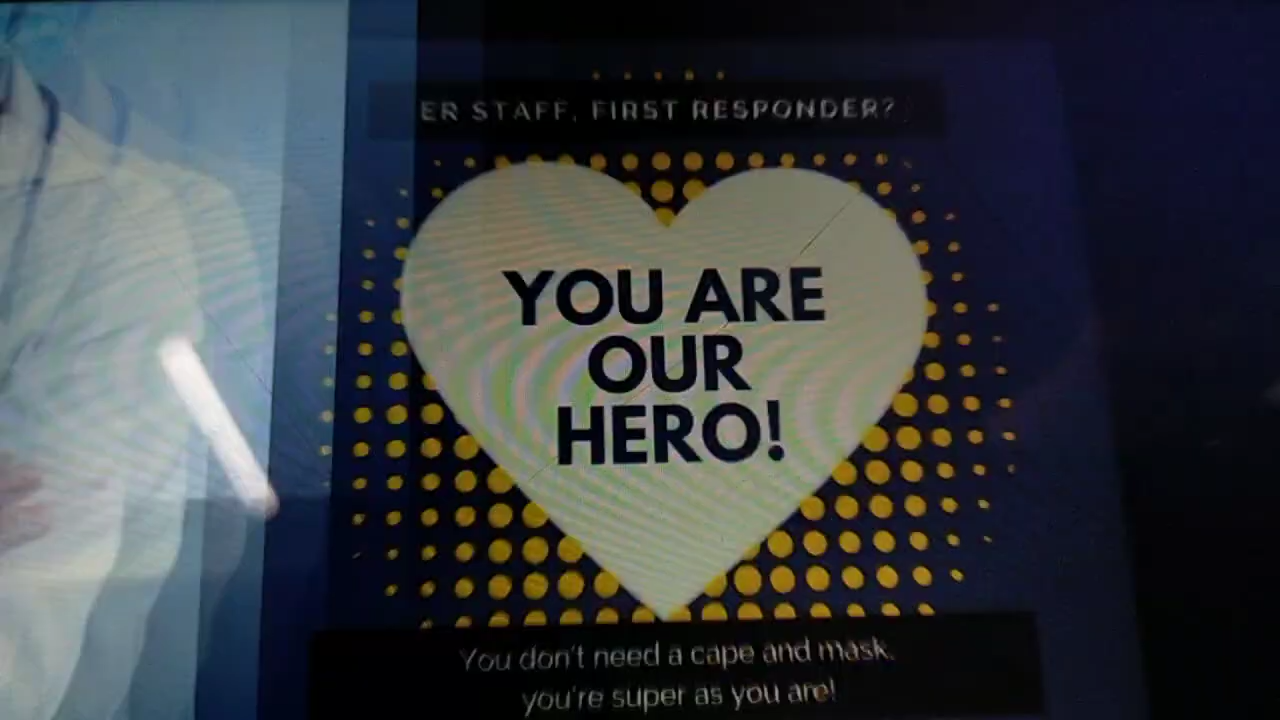 ER STAFF, FIRST RESPONDER?
YOU ARE
OUR
HERO!
You don't need a cape and mask,
you're super as you are!